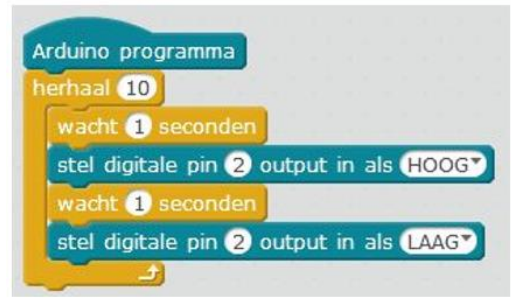 Arduino programma
herhaal 10
wacht 1 seconden
stel digitale pin 2 output in als HOOG
wacht 1 seconden
stel digitale pin 2 output in als LAAG